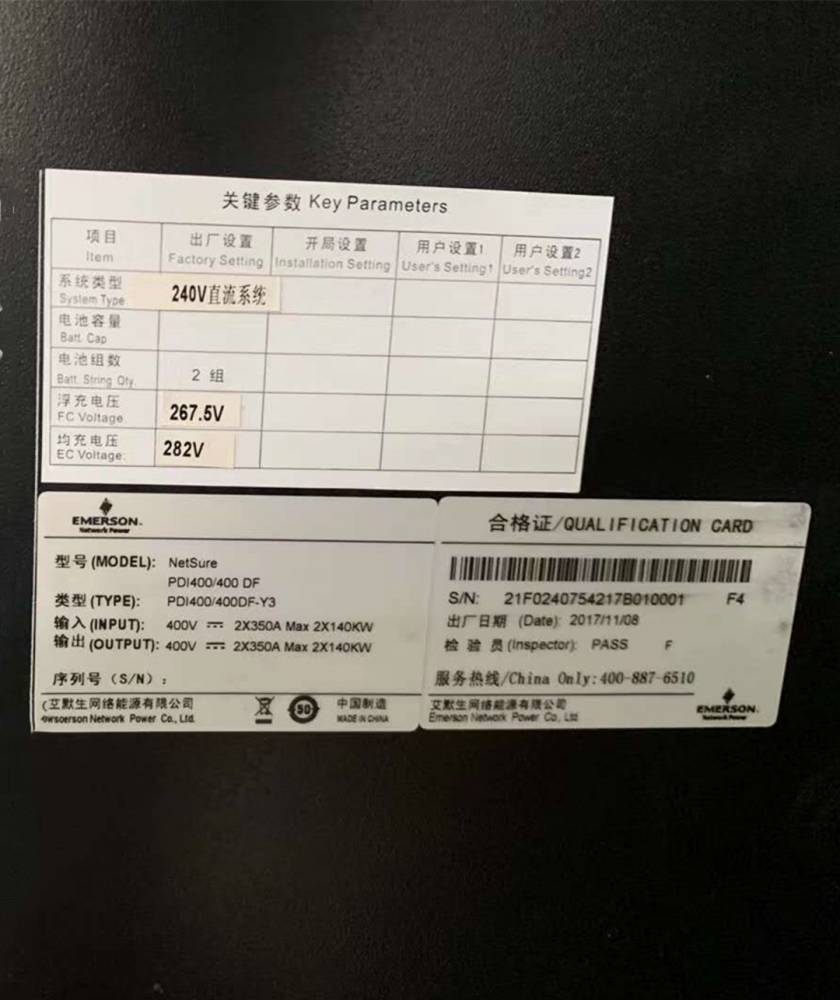 关键参数 Key Parameters
项目 出厂设置 开局设置 用户设置1 用户设置2
Item Factory Setting Installation Setting User's Setting1 User's Setting2
系统类型 240V直流系统
System Type
电池容量
Batt. Cap
电池组数 2 组
Batt. String Qty.
浮充电压 267.5V
FC Voltage
均充电压 282V
EC Voltage
EMERSON.
Network Power
型号(MODEL): NetSure
PDI400/400 DF
类型(TYPE): PDI400/400DF-Y3
输入(INPUT): 400V ⎓ 2X350A Max 2X140KW
输出(OUTPUT): 400V ⎓ 2X350A Max 2X140KW
序列号(S/N):
(艾默生网络能源有限公司
Network Power Co., Ltd.
50
中国制造
MADE IN CHINA
合格证/QUALIFICATION CARD
S/N: 21F0240754217B010001 F4
出厂日期 (Date): 2017/11/08
检验员(Inspector): PASS F
服务热线/China Only:400-887-6510
艾默生网络能源有限公司
Emerson Network Power Co., Ltd
EMERSON.
Network Power